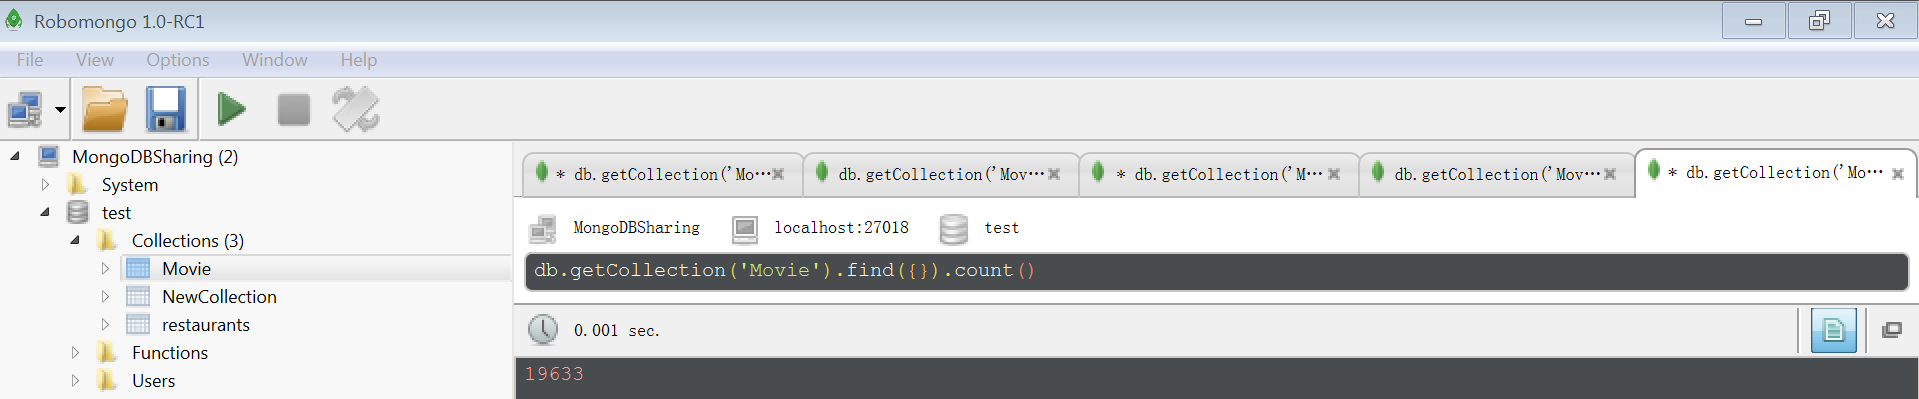 Robomongo 1.0-RC1
File View Options Window Help
MongoDBSharing (2)
System
test
Collections (3)
Movie
NewCollection
restaurants
Functions
Users
* db.getCollection('Mo… db.getCollection('Mov… * db.getCollection('M… db.getCollection('Mov… * db.getCollection('Mo…
MongoDBSharing localhost:27018 test
db.getCollection('Movie').find({}).count()
0.001 sec.
19633